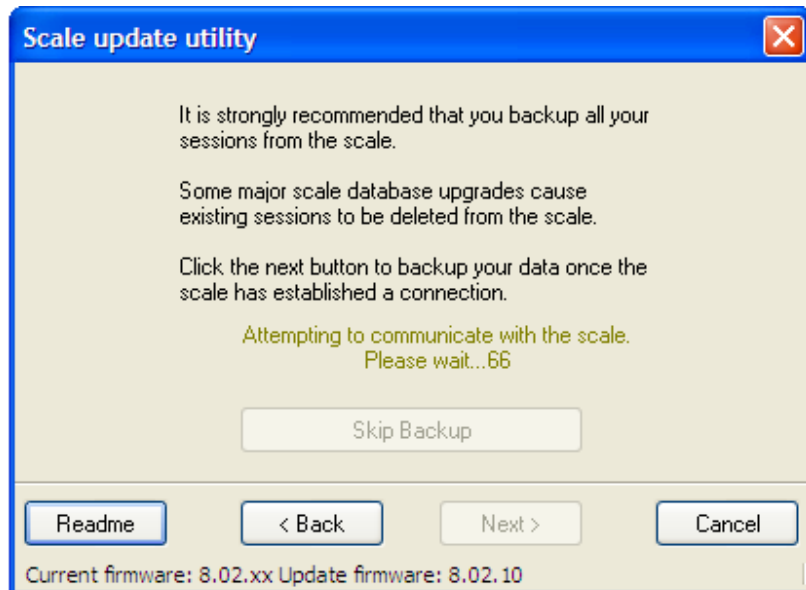 Scale update utility
It is strongly recommended that you backup all your
sessions from the scale.
Some major scale database upgrades cause
existing sessions to be deleted from the scale.
Click the next button to backup your data once the
scale has established a connection.
Attempting to communicate with the scale.
Please wait...66
Skip Backup
Readme
< Back
Next >
Cancel
Current firmware: 8.02.xx Update firmware: 8.02.10